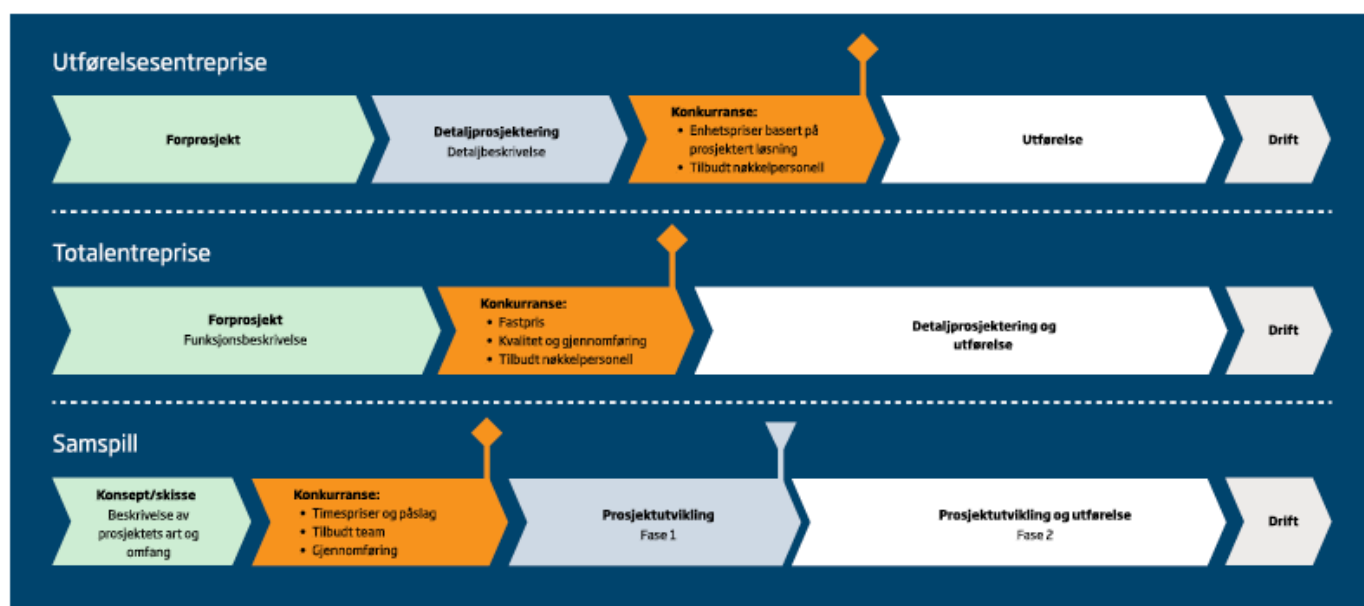 Utførelsesentreprise
Forprosjekt
Detaljprosjektering
Detaljbeskrivelse
Konkurranse:
• Enhetspriser basert på
prosjektert løsning
• Tilbudt nøkkelpersonell
Utførelse
Drift
Totalentreprise
Forprosjekt
Funksjonsbeskrivelse
Konkurranse:
• Fastpris
• Kvalitet og gjennomføring
• Tilbudt nøkkelpersonell
Detaljprosjektering og
utførelse
Drift
Samspill
Konsept/skisse
Beskrivelse av
prosjektets art og
omfang
Konkurranse:
• Timespriser og påslag
• Tilbudt team
• Gjennomføring
Prosjektutvikling
Fase 1
Prosjektutvikling og utførelse
Fase 2
Drift